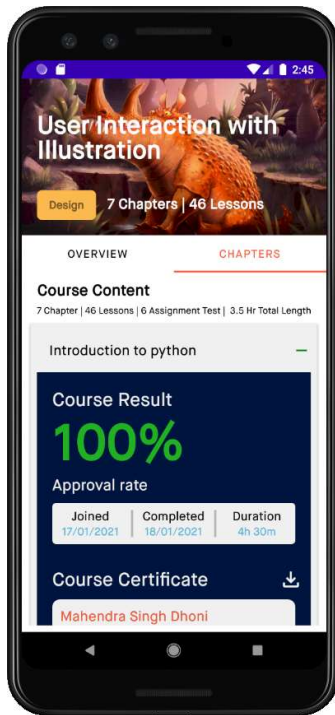 2:45
User Interaction with
Illustration
Design 7 Chapters | 46 Lessons
OVERVIEW CHAPTERS
Course Content
7 Chapter | 46 Lessons | 6 Assignment Test | 3.5 Hr Total Length
Introduction to python
Course Result
100%
Approval rate
Joined Completed Duration
17/01/2021 18/01/2021 4h 30m
Course Certificate
Mahendra Singh Dhoni